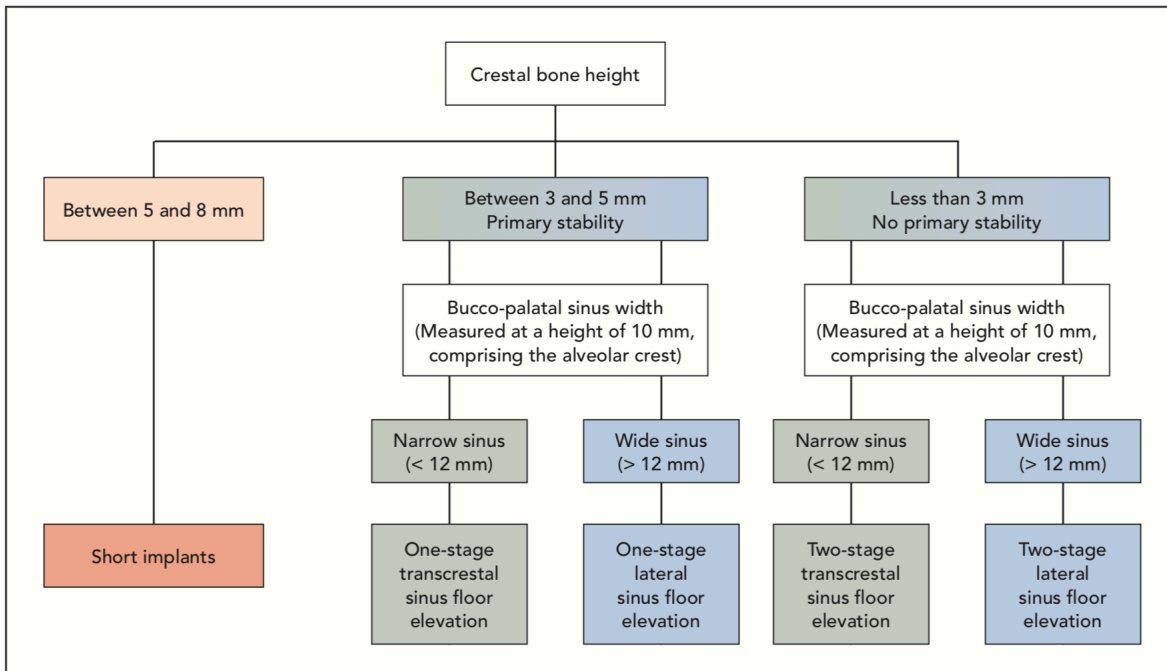 Crestal bone height
Between 5 and 8 mm
Between 3 and 5 mm
Primary stability
Less than 3 mm
No primary stability
Bucco-palatal sinus width
(Measured at a height of 10 mm,
comprising the alveolar crest)
Bucco-palatal sinus width
(Measured at a height of 10 mm,
comprising the alveolar crest)
Narrow sinus
(< 12 mm)
Wide sinus
(> 12 mm)
Narrow sinus
(< 12 mm)
Wide sinus
(> 12 mm)
Short implants
One-stage
transcrestal
sinus floor
elevation
One-stage
lateral
sinus floor
elevation
Two-stage
transcrestal
sinus floor
elevation
Two-stage
lateral
sinus floor
elevation